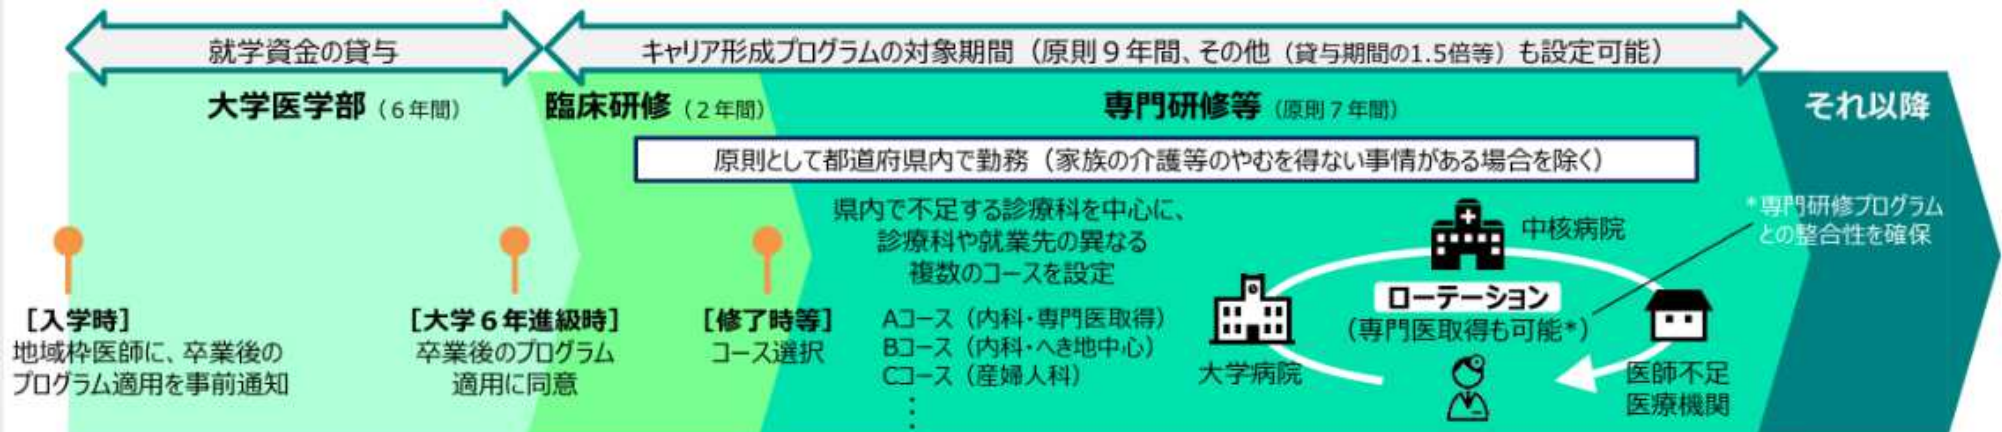 就学資金の貸与
キャリア形成プログラムの対象期間（原則９年間、その他（貸与期間の1.5倍等）も設定可能）
大学医学部（６年間）
臨床研修（２年間）
専門研修等（原則７年間）
それ以降
原則として都道府県内で勤務（家族の介護等のやむを得ない事情がある場合を除く）
［入学時］
地域枠医師に、卒業後の
プログラム適用を事前通知
［大学６年進級時］
卒業後のプログラム
適用に同意
［修了時等］
コース選択
県内で不足する診療科を中心に、
診療科や就業先の異なる
複数のコースを設定
Aコース（内科・専門医取得）
Bコース（内科・へき地中心）
Cコース（産婦人科）
⋮
中核病院
ローテーション
（専門医取得も可能*）
大学病院
医師不足
医療機関
*専門研修プログラム
との整合性を確保